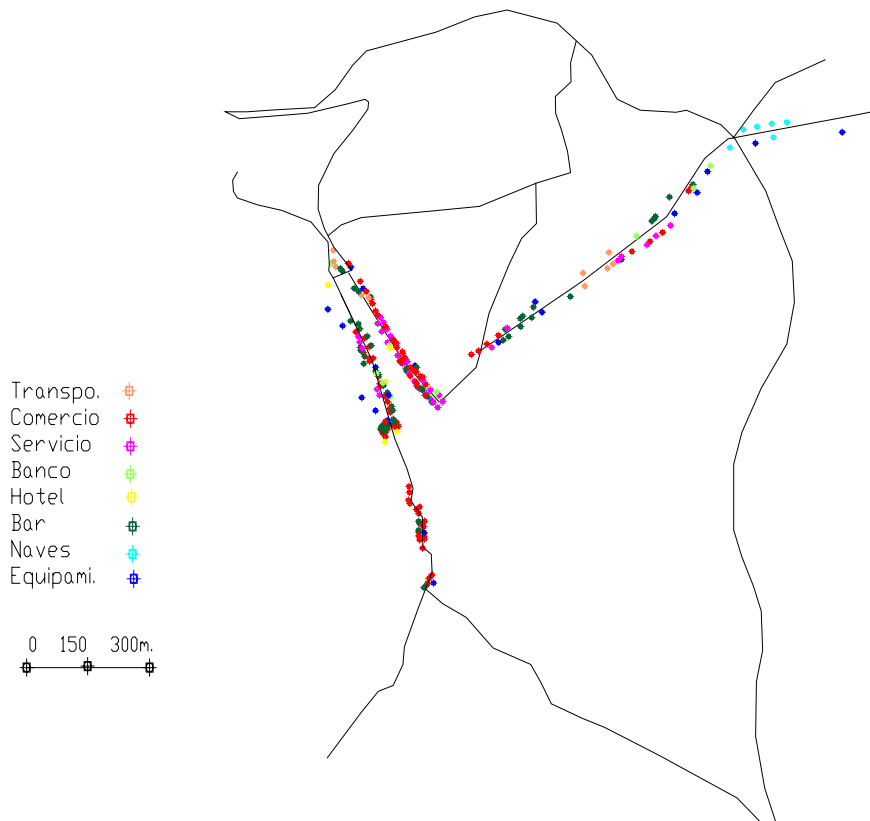 Transpo.
Comercio
Servicio
Banco
Hotel
Bar
Naves
Equipami.
0 150 300m.